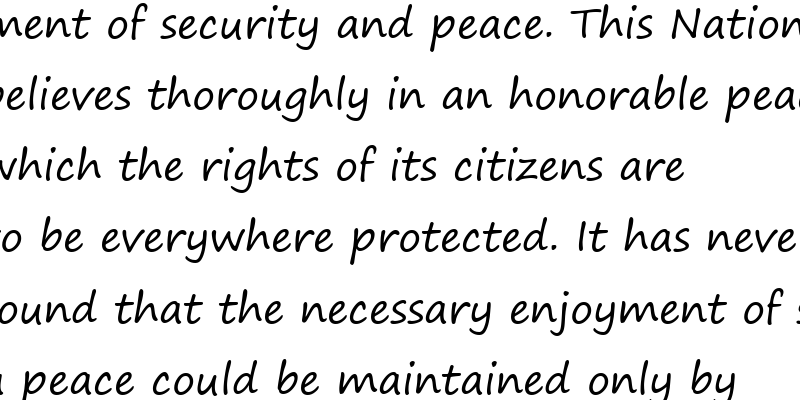 ment of security and peace. This Nation
believes thoroughly in an honorable pea
which the rights of its citizens are
to be everywhere protected. It has neve
ound that the necessary enjoyment of
peace could be maintained only by